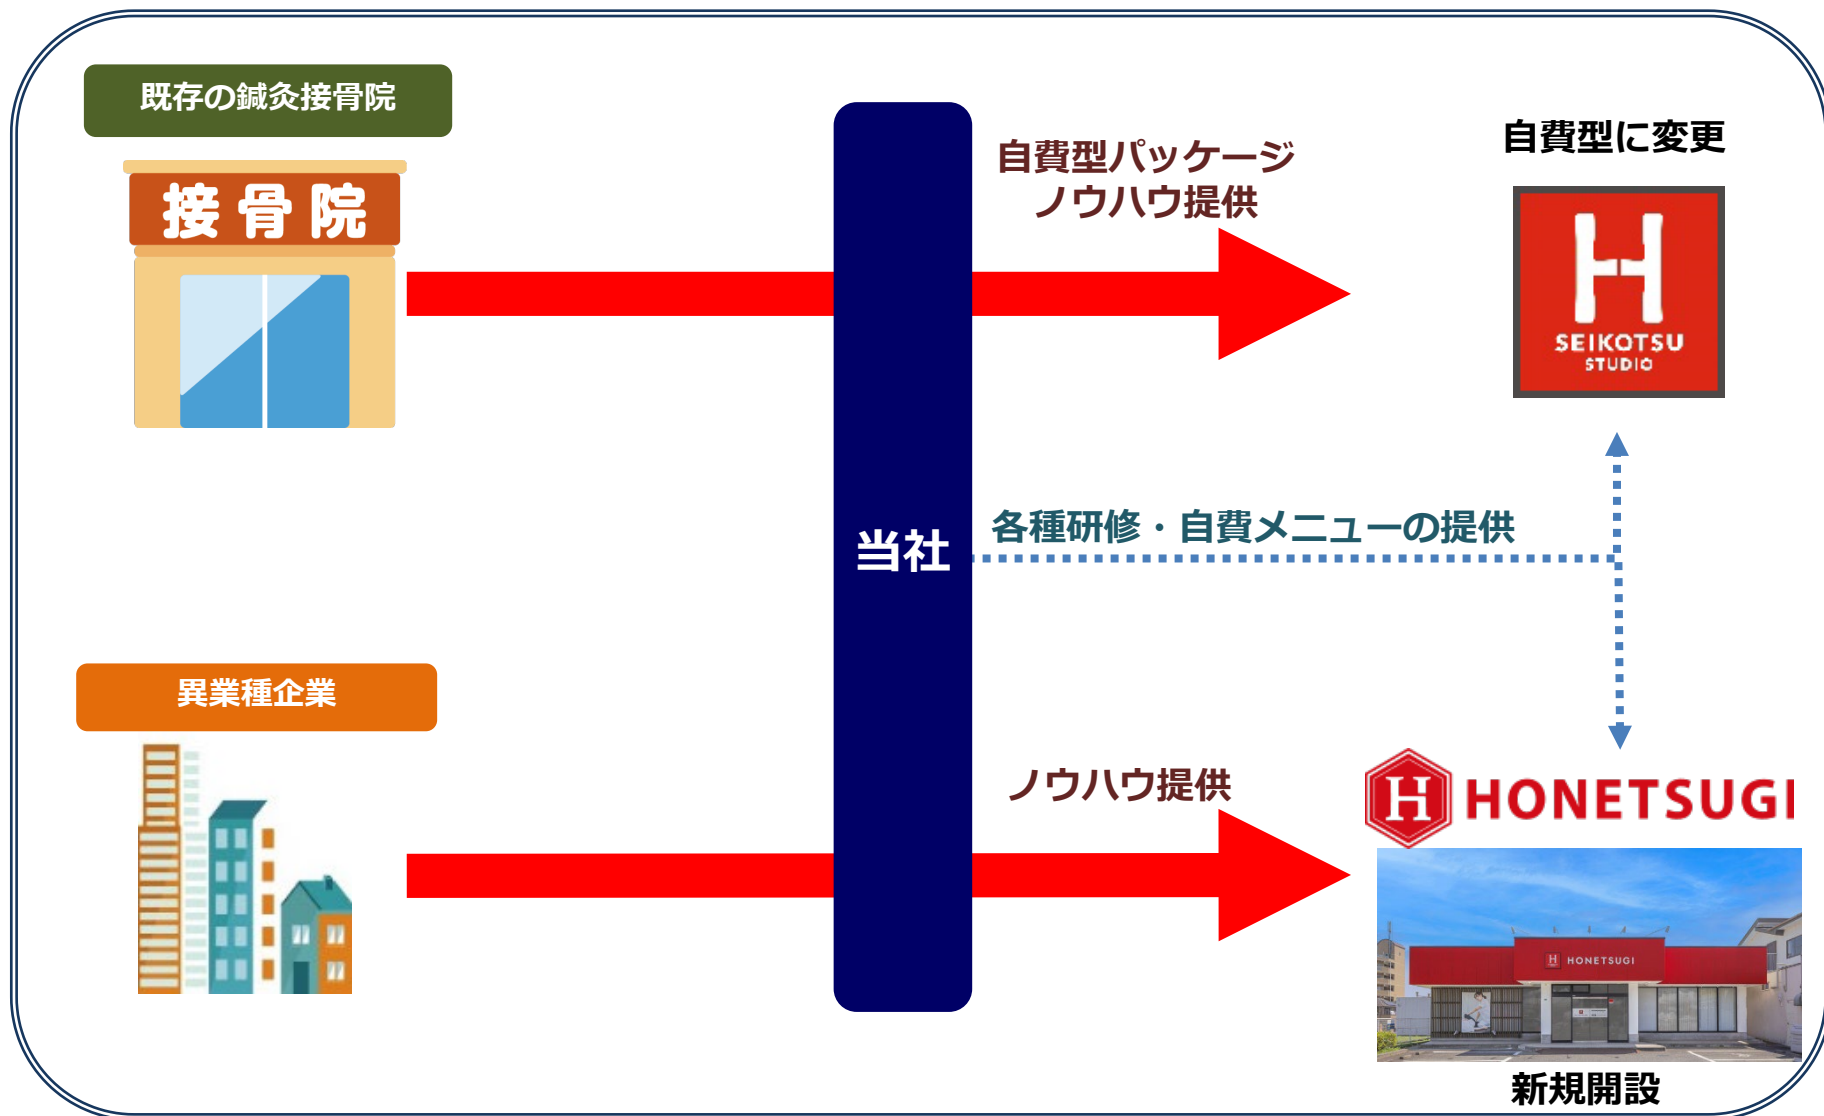 既存の鍼灸接骨院
接骨院
自費型パッケージ
ノウハウ提供
自費型に変更
H
SEIKOTSU
STUDIO
当社
各種研修・自費メニューの提供
異業種企業
ノウハウ提供
H HONETSUGI
H HONETSUGI
新規開設